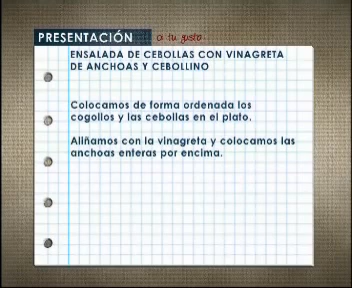 PRESENTACIÓN a tu gusto
ENSALADA DE CEBOLLAS CON VINAGRETA
DE ANCHOAS Y CEBOLLINO
Colocamos de forma ordenada los
cogollos y las cebollas en el plato.
Aliñamos con la vinagreta y colocamos las
anchoas enteras por encima.